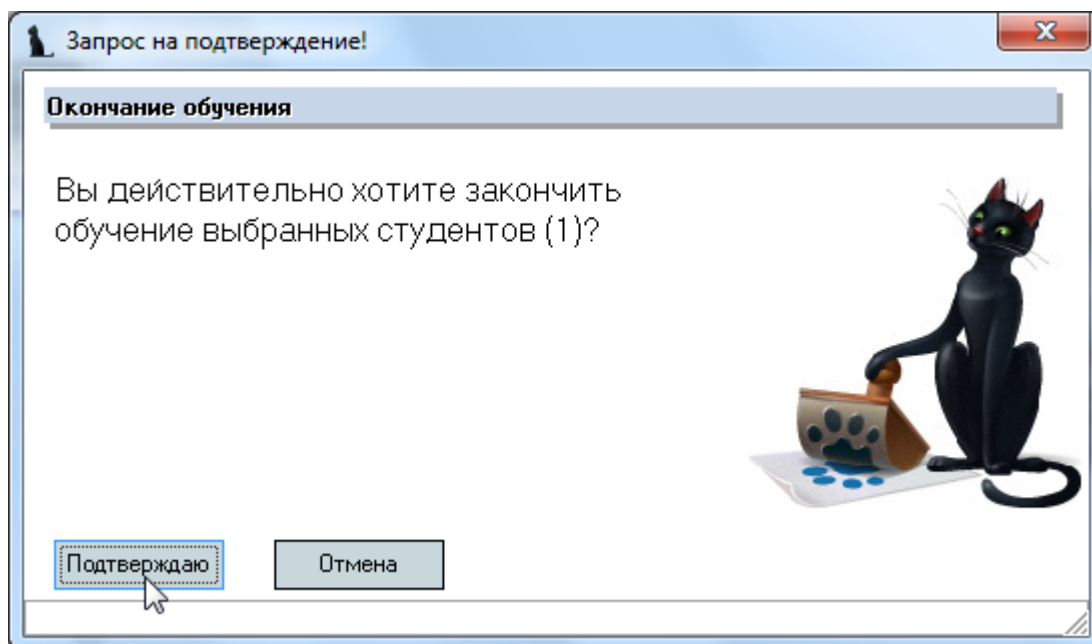 Запрос на подтверждение!
Окончание обучения
Вы действительно хотите закончить
обучение выбранных студентов (1)?
Подтверждаю
Отмена